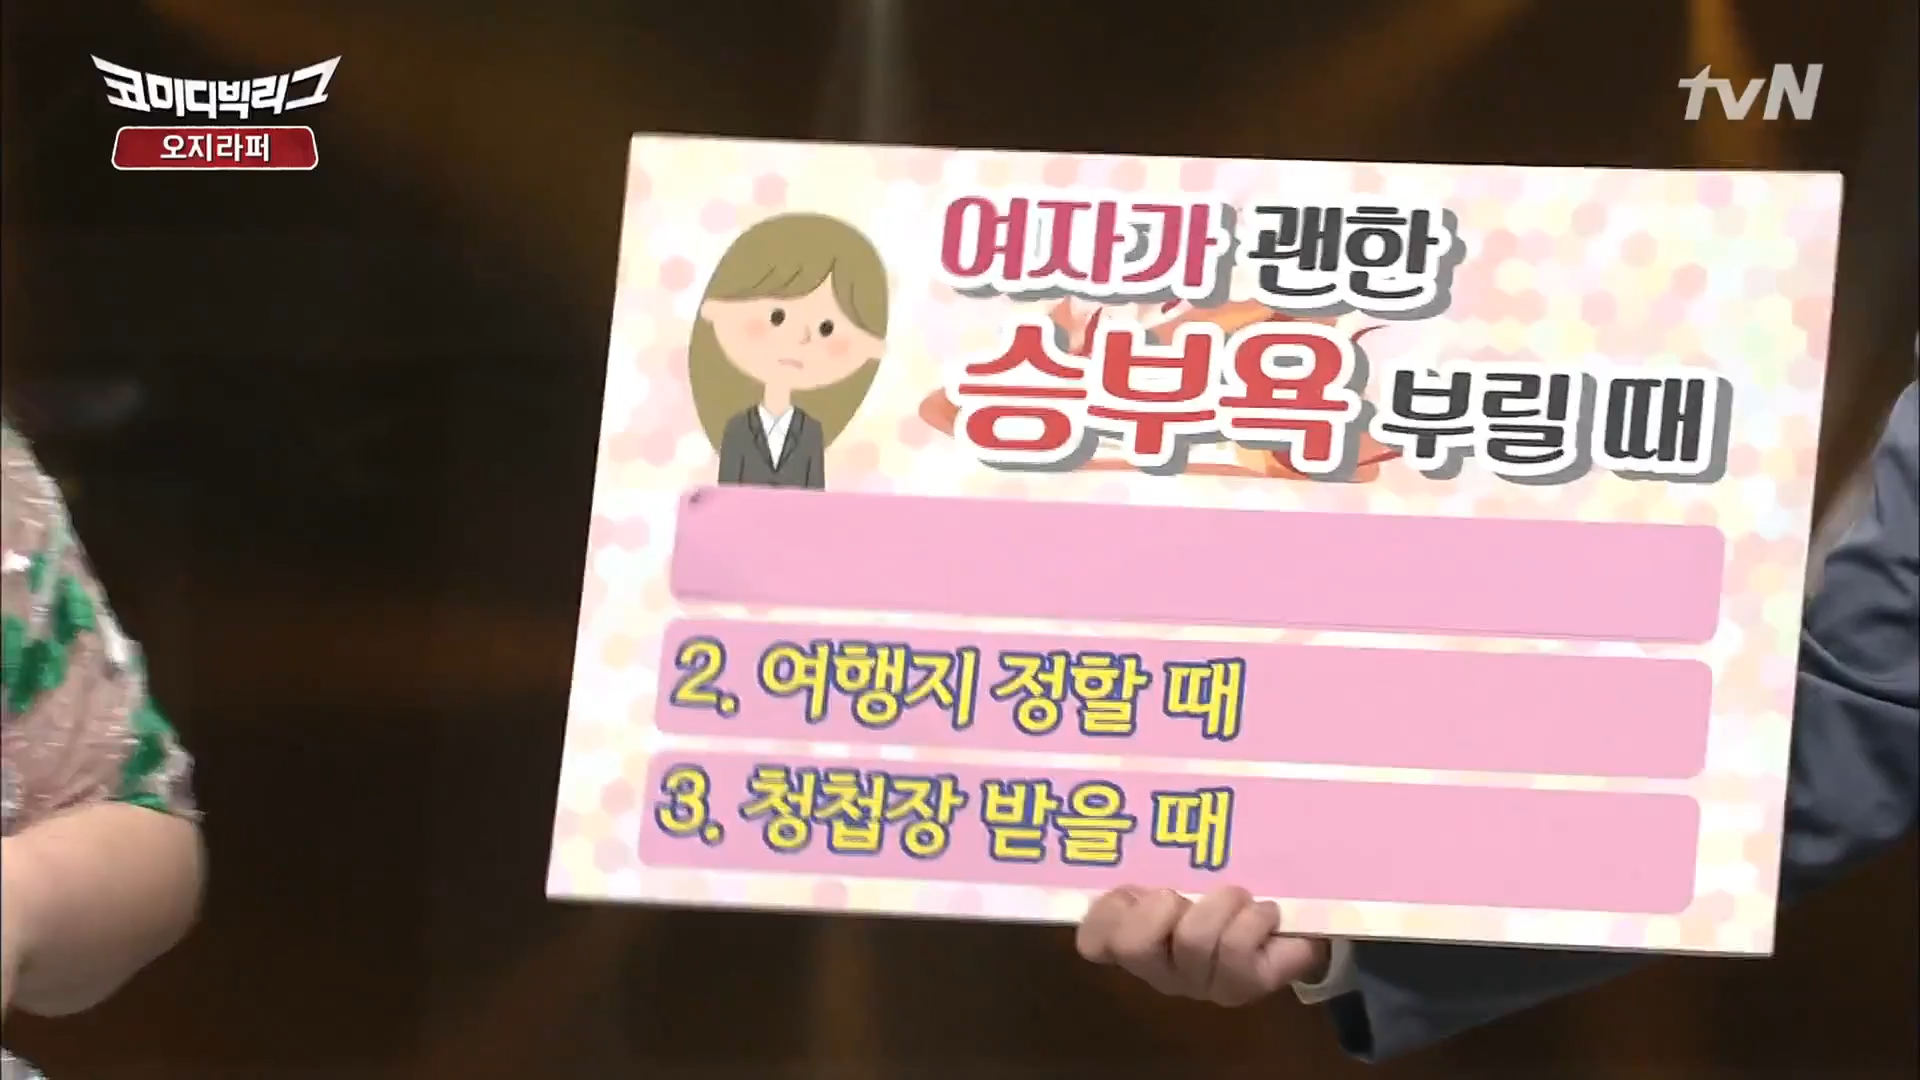 코미디빅리그
오지라퍼
tvN
여자가 괜한
승부욕 부릴 때
2. 여행지 정할 때
3. 청첩장 받을 때